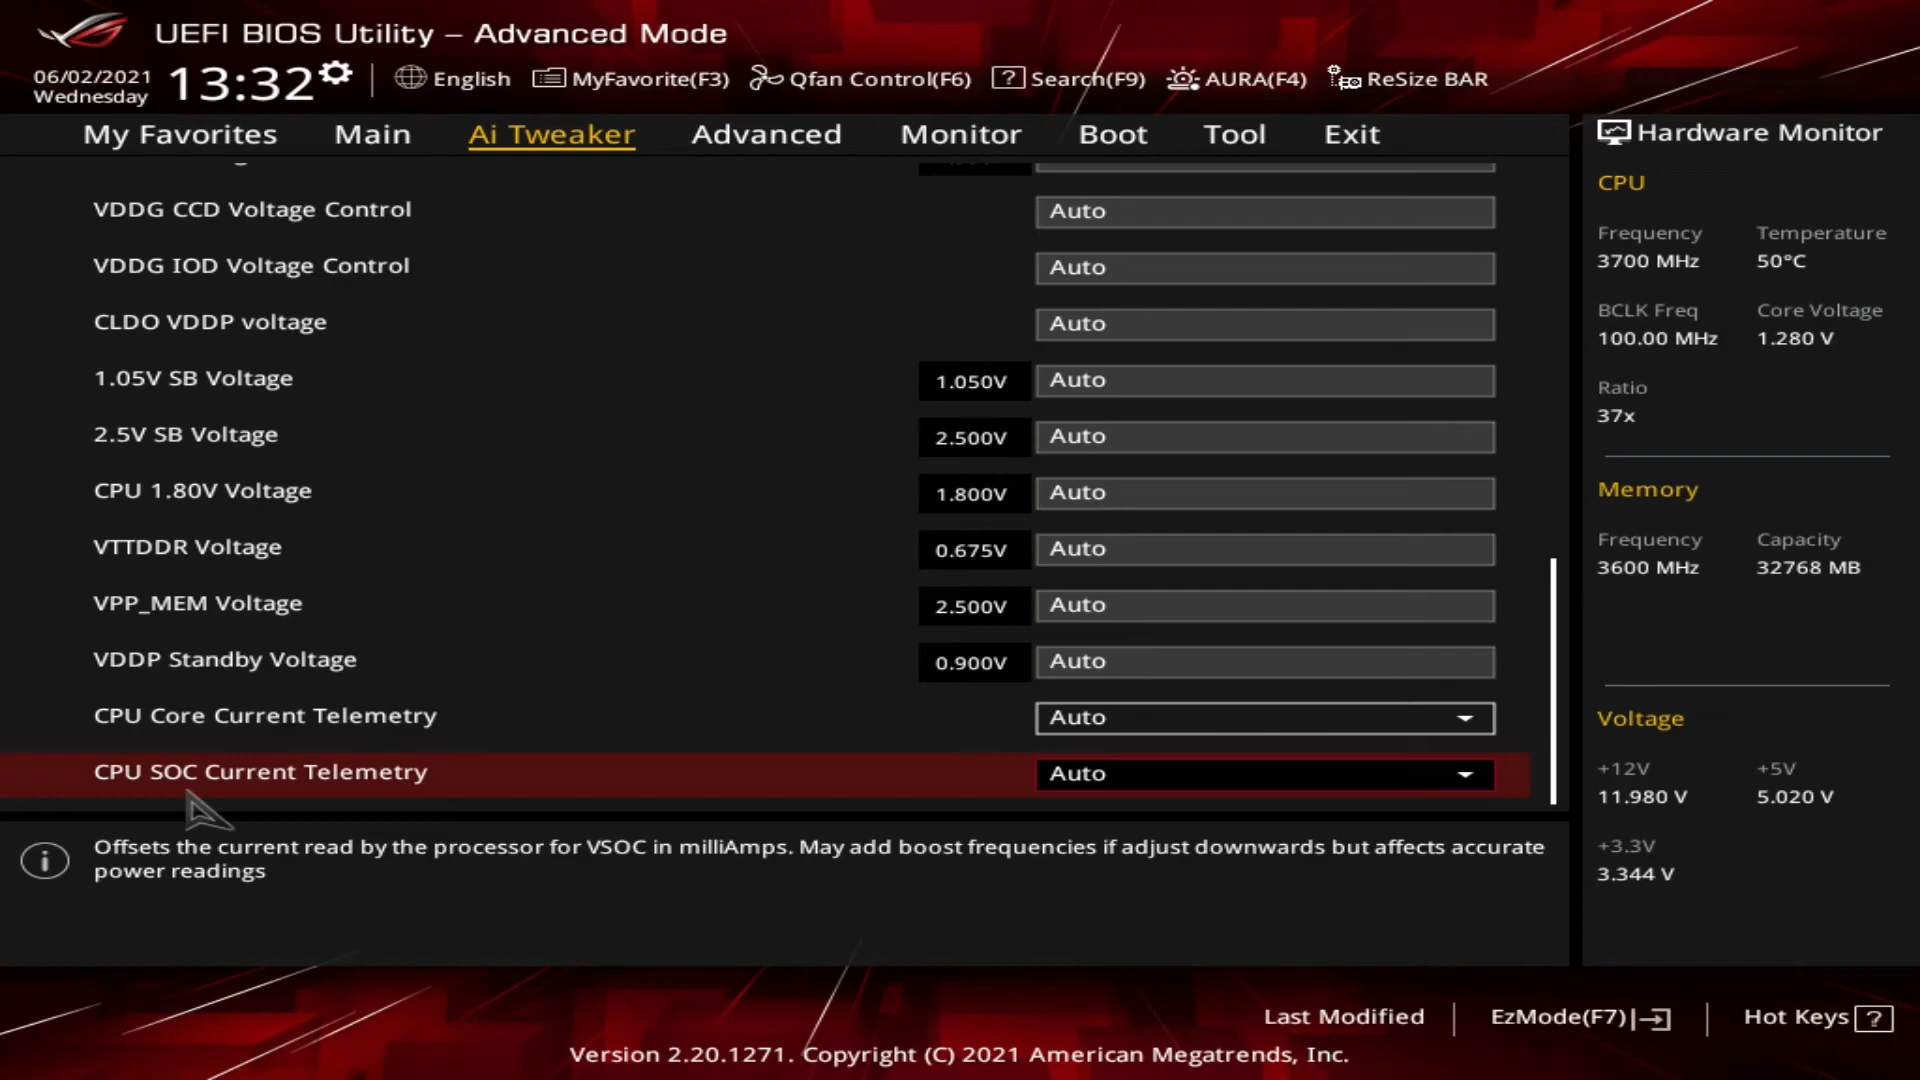 UEFI BIOS Utility – Advanced Mode
06/02/2021
Wednesday
13:32
English
MyFavorite(F3)
Qfan Control(F6)
? Search(F9)
AURA(F4)
ReSize BAR
My Favorites Main Ai Tweaker Advanced Monitor Boot Tool Exit
VDDG CCD Voltage Control Auto
VDDG IOD Voltage Control Auto
CLDO VDDP voltage Auto
1.05V SB Voltage 1.050V Auto
2.5V SB Voltage 2.500V Auto
CPU 1.80V Voltage 1.800V Auto
VTTDDR Voltage 0.675V Auto
VPP_MEM Voltage 2.500V Auto
VDDP Standby Voltage 0.900V Auto
CPU Core Current Telemetry Auto
CPU SOC Current Telemetry Auto
Offsets the current read by the processor for VSOC in milliAmps. May add boost frequencies if adjust downwards but affects accurate
power readings
Hardware Monitor
CPU
Frequency Temperature
3700 MHz 50°C
BCLK Freq Core Voltage
100.00 MHz 1.280 V
Ratio
37x
Memory
Frequency Capacity
3600 MHz 32768 MB
Voltage
+12V +5V
11.980 V 5.020 V
+3.3V
3.344 V
Last Modified
EzMode(F7)
Hot Keys ?
Version 2.20.1271. Copyright (C) 2021 American Megatrends, Inc.